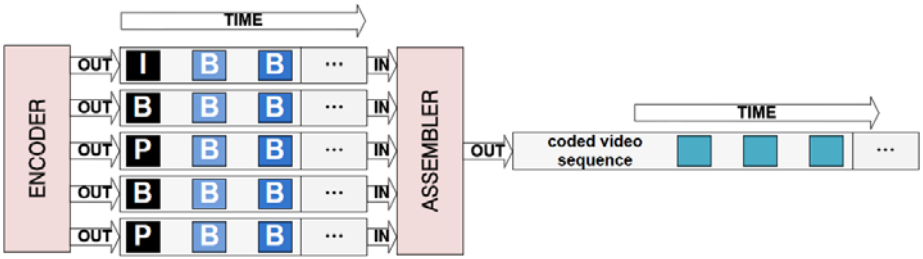 TIME
ENCODER
OUT I B B ... IN
OUT B B B ... IN
OUT P B B ... IN
OUT B B B ... IN
OUT P B B ... IN
ASSEMBLER
OUT
TIME
coded video
sequence
...